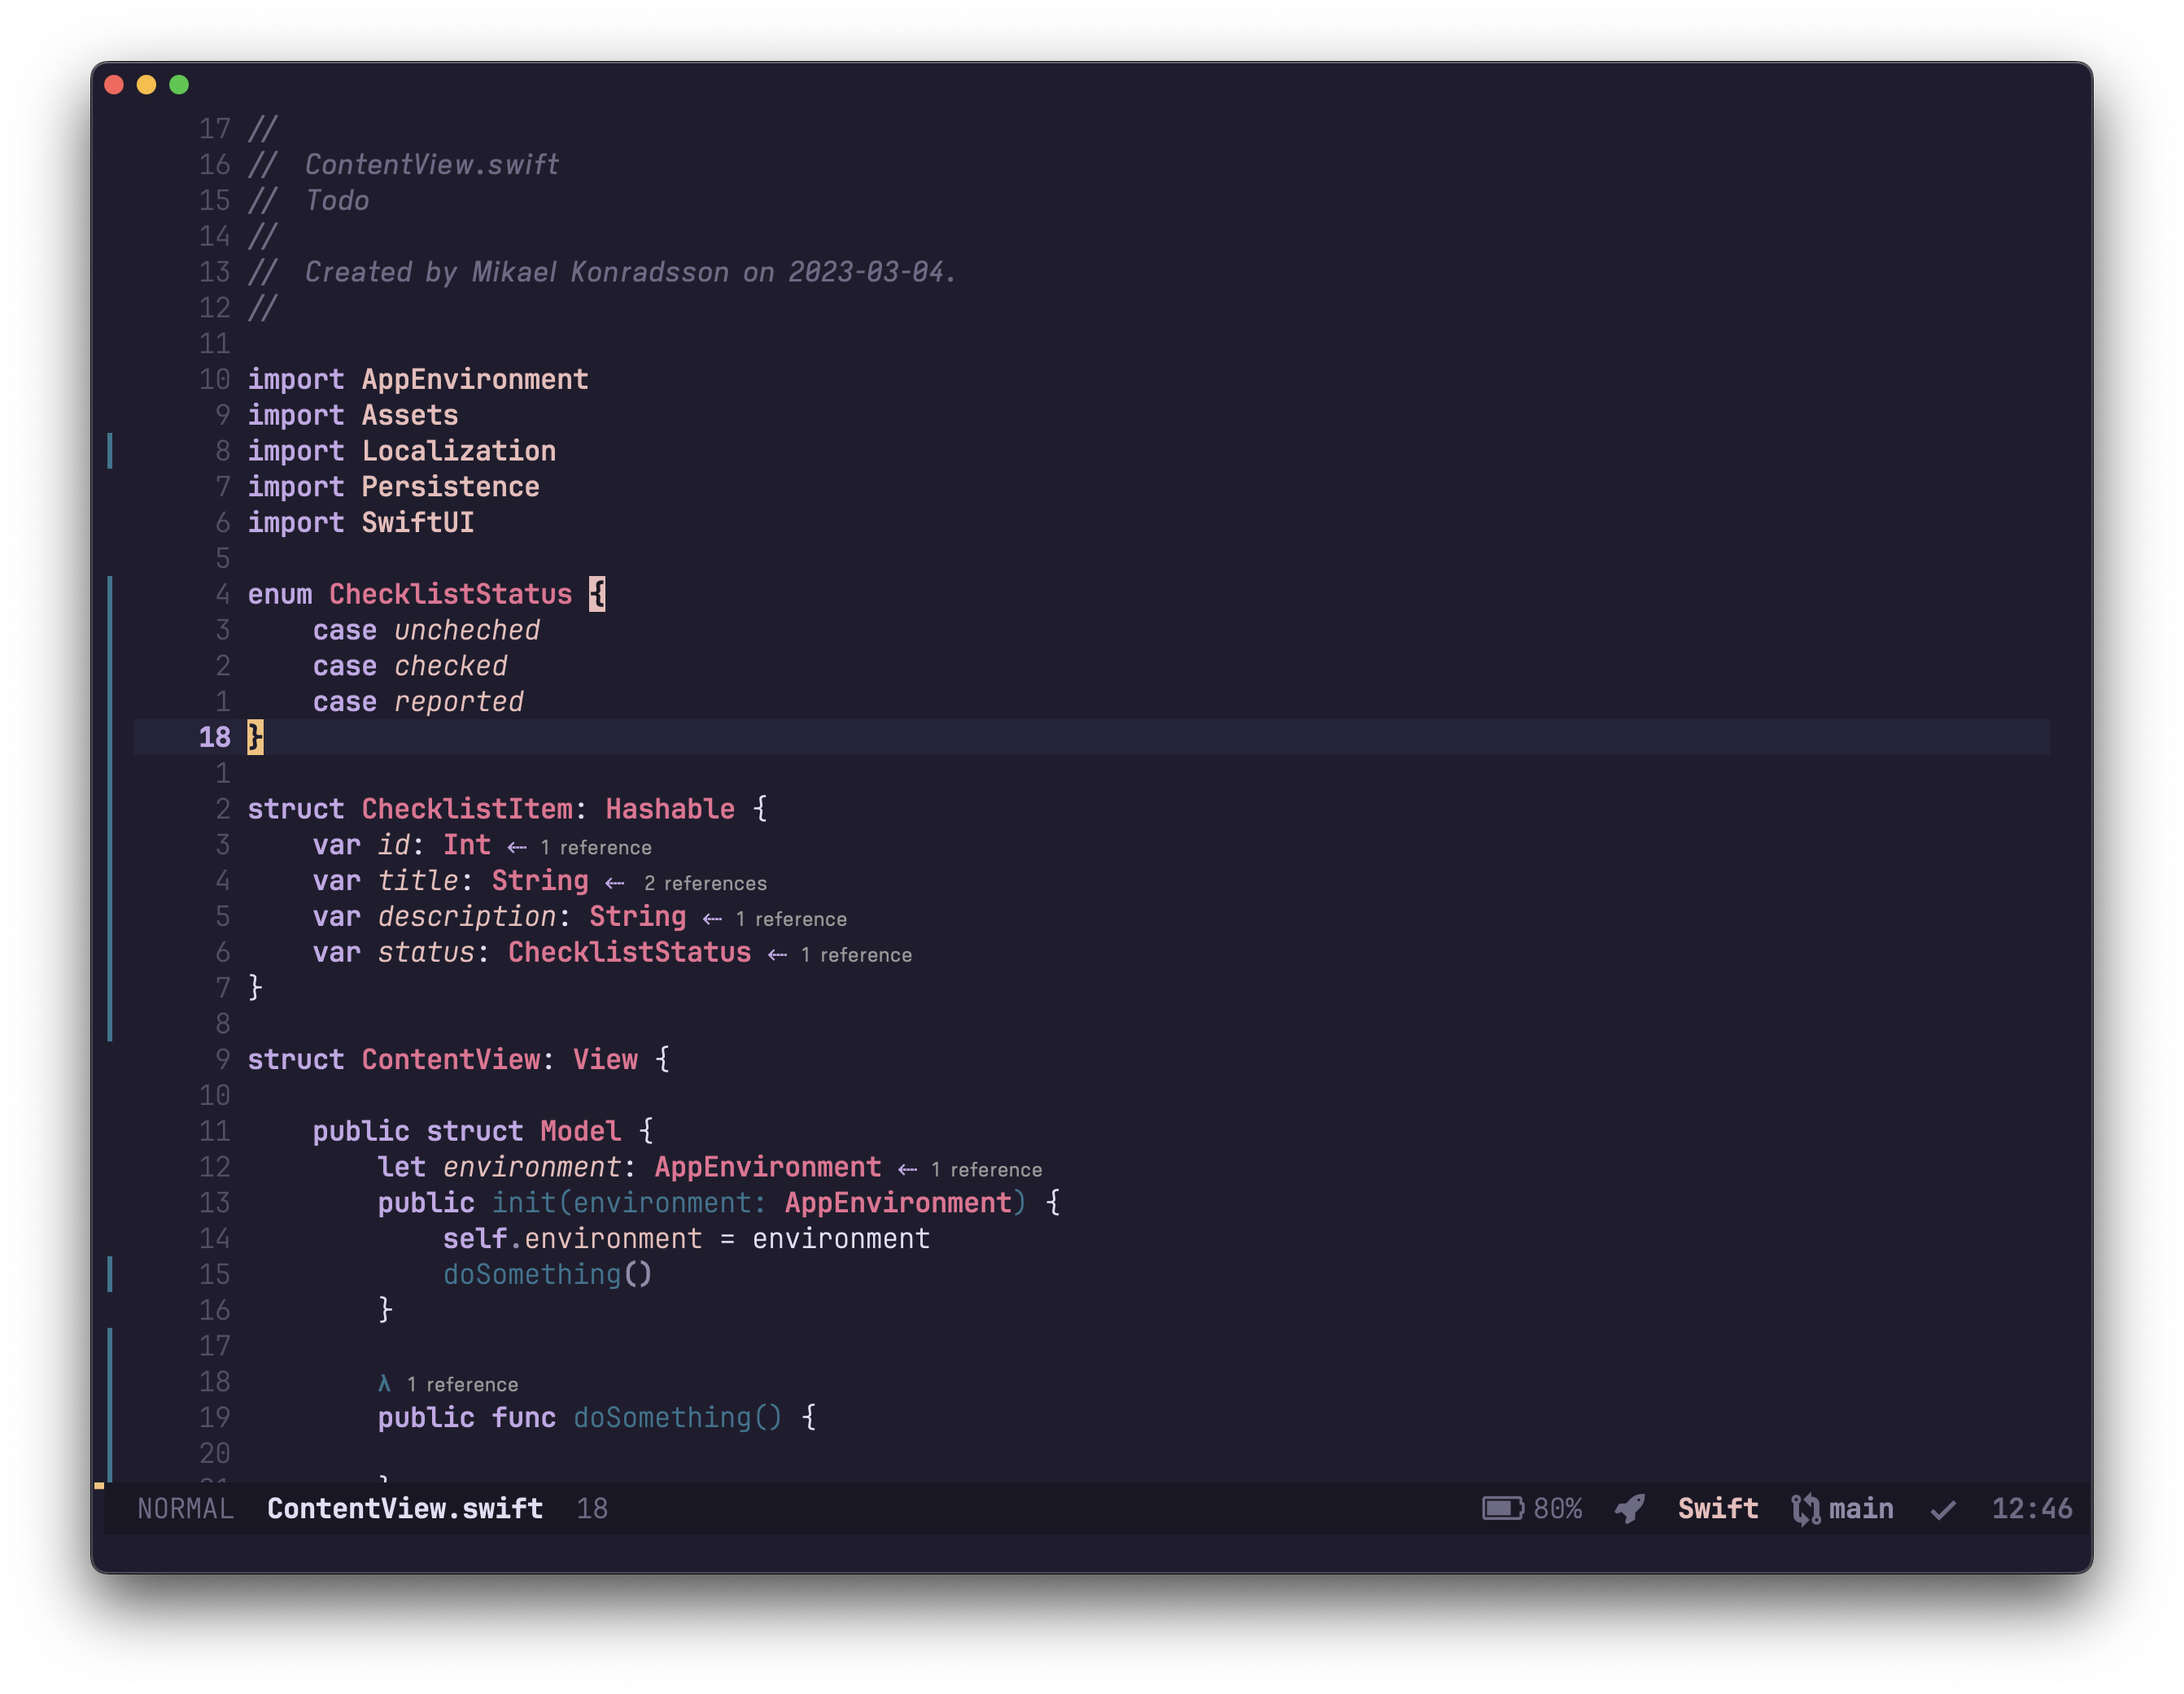 17 //
16 //  ContentView.swift
15 //  Todo
14 //
13 //  Created by Mikael Konradsson on 2023-03-04.
12 //
11
10 import AppEnvironment
9 import Assets
8 import Localization
7 import Persistence
6 import SwiftUI
5
4 enum ChecklistStatus {
3     case uncheched
2     case checked
1     case reported
18 }
1
2 struct ChecklistItem: Hashable {
3     var id: Int ⇠ 1 reference
4     var title: String ⇠ 2 references
5     var description: String ⇠ 1 reference
6     var status: ChecklistStatus ⇠ 1 reference
7 }
8
9 struct ContentView: View {
10
11     public struct Model {
12         let environment: AppEnvironment ⇠ 1 reference
13         public init(environment: AppEnvironment) {
14             self.environment = environment
15             doSomething()
16         }
17
18         λ 1 reference
19         public func doSomething() {
20
NORMAL ContentView.swift 18 80% Swift main ✓ 12:46